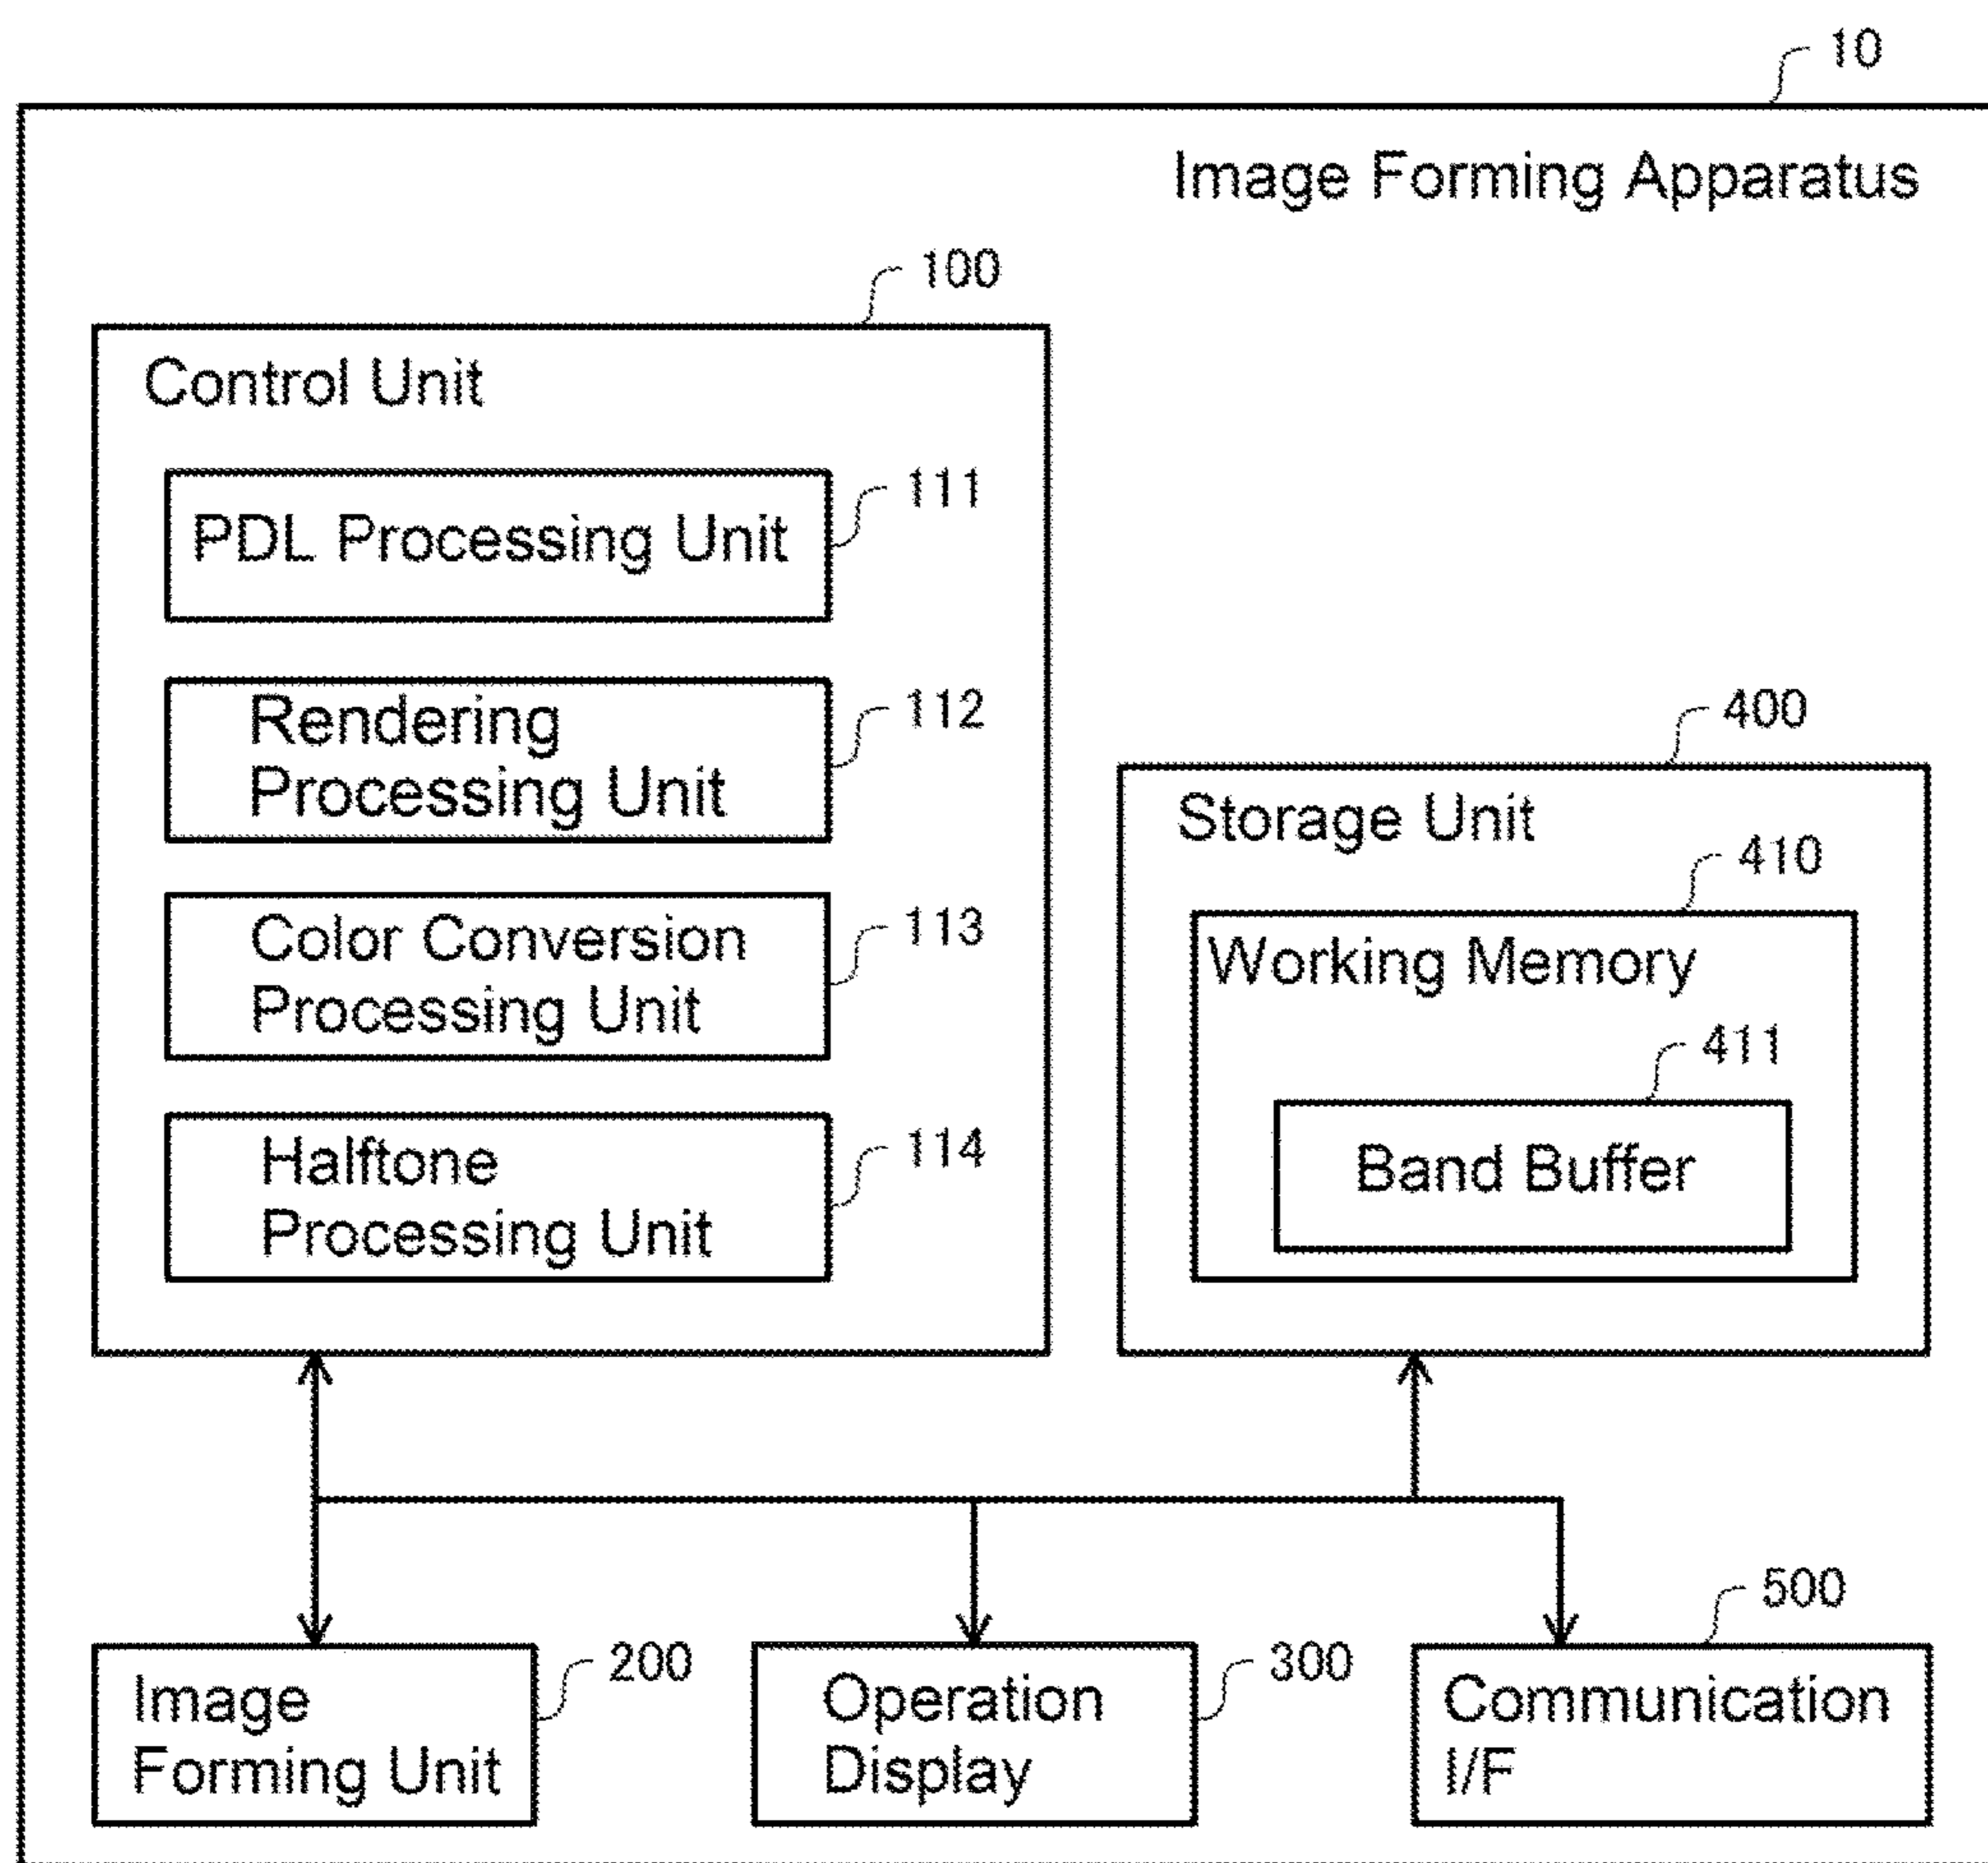 10
Image Forming Apparatus
100
Control Unit
111
PDL Processing Unit
112
Rendering
Processing Unit
113
Color Conversion
Processing Unit
114
Halftone
Processing Unit
400
Storage Unit
410
Working Memory
411
Band Buffer
200
Image
Forming Unit
300
Operation
Display
500
Communication
I/F